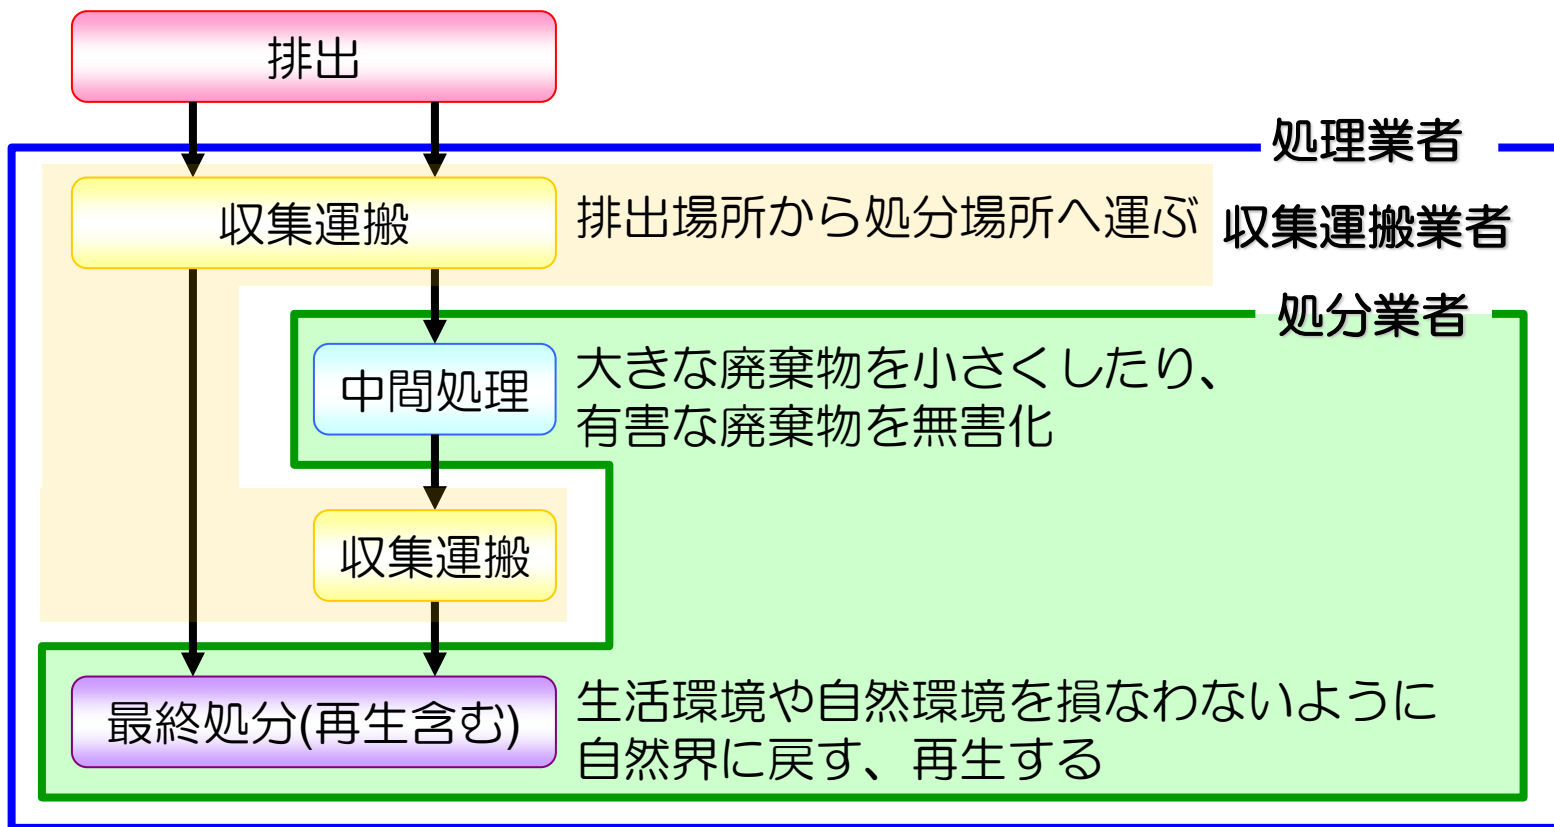 排出
処理業者
収集運搬
排出場所から処分場所へ運ぶ
収集運搬業者
処分業者
中間処理
大きな廃棄物を小さくしたり、
有害な廃棄物を無害化
収集運搬
最終処分(再生含む)
生活環境や自然環境を損なわないように
自然界に戻す、再生する